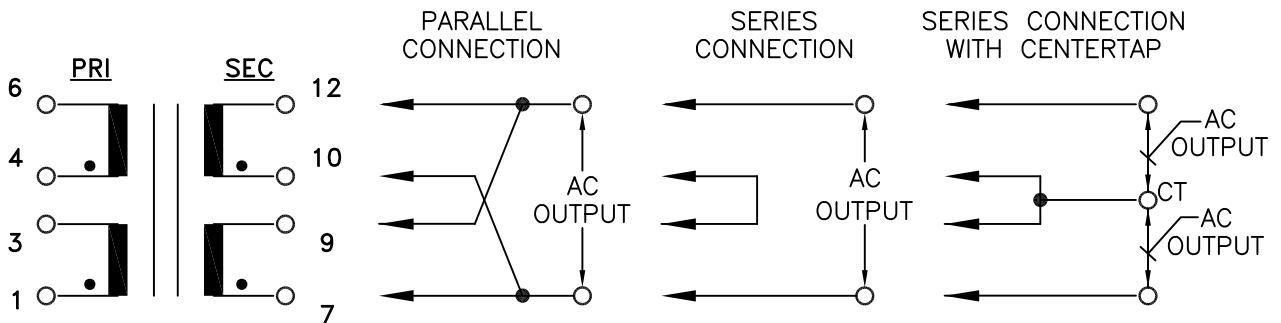 PARALLEL
CONNECTION
SERIES
CONNECTION
SERIES CONNECTION
WITH CENTERTAP
PRI
SEC
6
4
3
1
12
10
9
7
AC
OUTPUT
AC
OUTPUT
AC
OUTPUT
CT
AC
OUTPUT